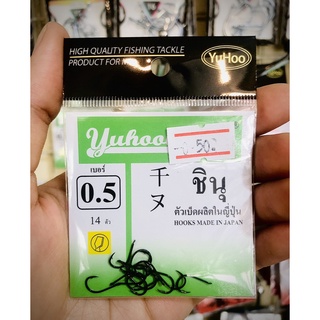 HIGH QUALITY FISHING TACKLE
PRODUCT FOR
YuHoo
yuhoo
50
เบอร์
0.5
14 ตัว
千ヌ
ชินุ
ตัวเบ็ดผลิตในญี่ปุ่น
HOOKS MADE IN JAPAN